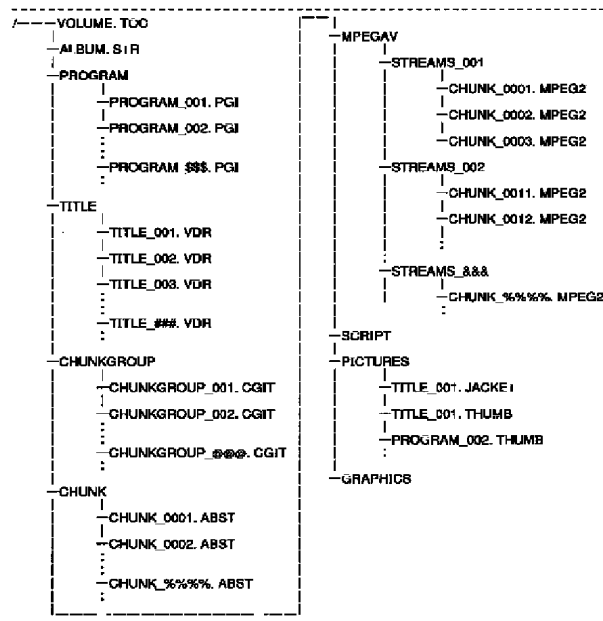 /
VOLUME. TOC
ALBUM. STR
PROGRAM
PROGRAM_001. PGI
PROGRAM_002. PGI
PROGRAM_$$$. PGI
TITLE
TITLE_001. VDR
TITLE_002. VDR
TITLE_003. VDR
TITLE_###. VDR
CHUNKGROUP
CHUNKGROUP_001. CGIT
CHUNKGROUP_002. CGIT
CHUNKGROUP_@@@. CGIT
CHUNK
CHUNK_0001. ABST
CHUNK_0002. ABST
CHUNK_%%%%. ABST
MPEGAV
STREAMS_001
CHUNK_0001. MPEG2
CHUNK_0002. MPEG2
CHUNK_0003. MPEG2
STREAMS_002
CHUNK_0011. MPEG2
CHUNK_0012. MPEG2
STREAMS_&&&
CHUNK_%%%%. MPEG2
SCRIPT
PICTURES
TITLE_001. JACKET
TITLE_001. THUMB
PROGRAM_002. THUMB
GRAPHICS